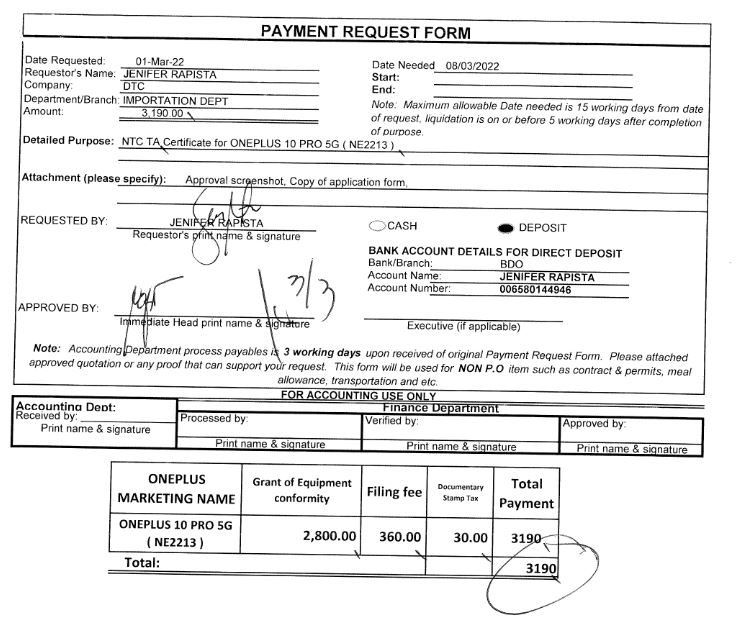 PAYMENT REQUEST FORM
Date Requested: 01-Mar-22
Requestor's Name: JENIFER RAPISTA
Company: DTC
Department/Branch: IMPORTATION DEPT
Amount: 3,190.00
Date Needed 08/03/2022
Start:
End:
Note: Maximum allowable Date needed is 15 working days from date
of request, liquidation is on or before 5 working days after completion
of purpose.
Detailed Purpose: NTC TA Certificate for ONEPLUS 10 PRO 5G ( NE2213 )
Attachment (please specify): Approval screenshot, Copy of application form,
REQUESTED BY: JENIFER RAPISTA
Requestor's print name & signature
CASH DEPOSIT
BANK ACCOUNT DETAILS FOR DIRECT DEPOSIT
Bank/Branch: BDO
Account Name: JENIFER RAPISTA
Account Number: 006580144946
3/3
APPROVED BY:
Immediate Head print name & signature
Executive (if applicable)
Note: Accounting Department process payables is 3 working days upon received of original Payment Request Form. Please attached
approved quotation or any proof that can support your request. This form will be used for NON P.O item such as contract & permits, meal
allowance, transportation and etc.
FOR ACCOUNTING USE ONLY
Accounting Dept:
Received by:
Print name & signature
Finance Department
Processed by:
Print name & signature
Verified by:
Print name & signature
Approved by:
Print name & signature
ONEPLUS MARKETING NAME
Grant of Equipment conformity
Filing fee
Documentary Stamp Tax
Total Payment
ONEPLUS 10 PRO 5G ( NE2213 ) 2,800.00 360.00 30.00 3190
Total: 3190